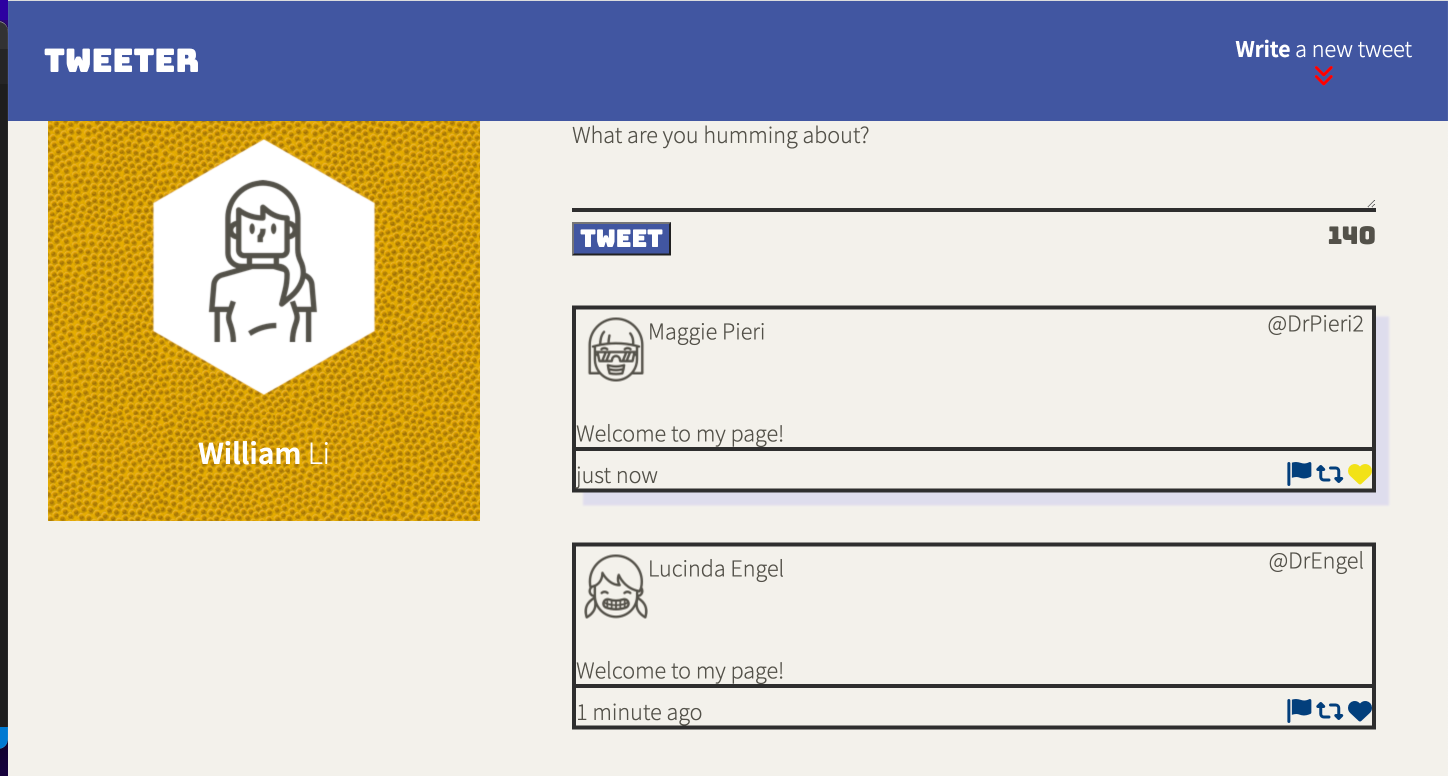 TWEETER
Write a new tweet
William Li
What are you humming about?
TWEET
140
Maggie Pieri
@DrPieri2
Welcome to my page!
just now
Lucinda Engel
@DrEngel
Welcome to my page!
1 minute ago